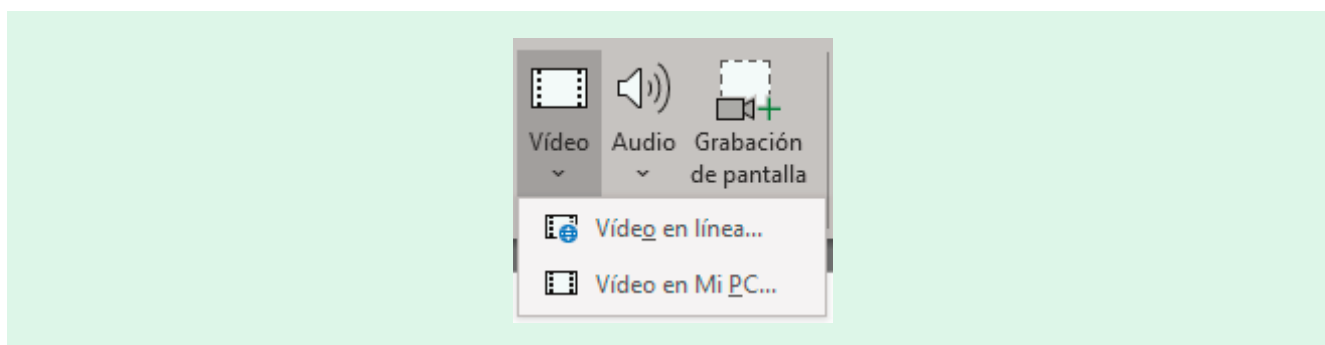 Vídeo Audio Grabación
de pantalla
Vídeo en línea...
Vídeo en Mi PC...